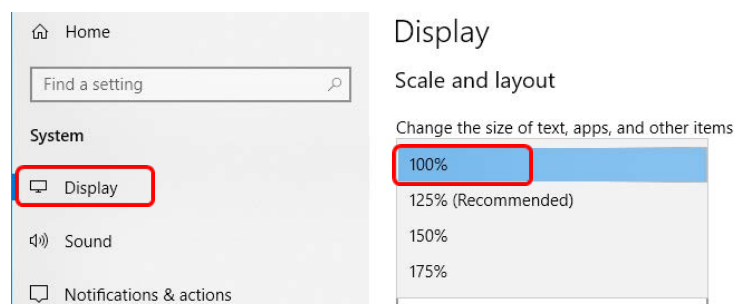 Home
Find a setting
System
Display
Sound
Notifications & actions
Display
Scale and layout
Change the size of text, apps, and other items
100%
125% (Recommended)
150%
175%